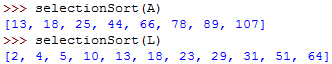 >>> selectionSort(A)
[13, 18, 25, 44, 66, 78, 89, 107]
>>> selectionSort(L)
[2, 4, 5, 10, 13, 18, 23, 29, 31, 51, 64]